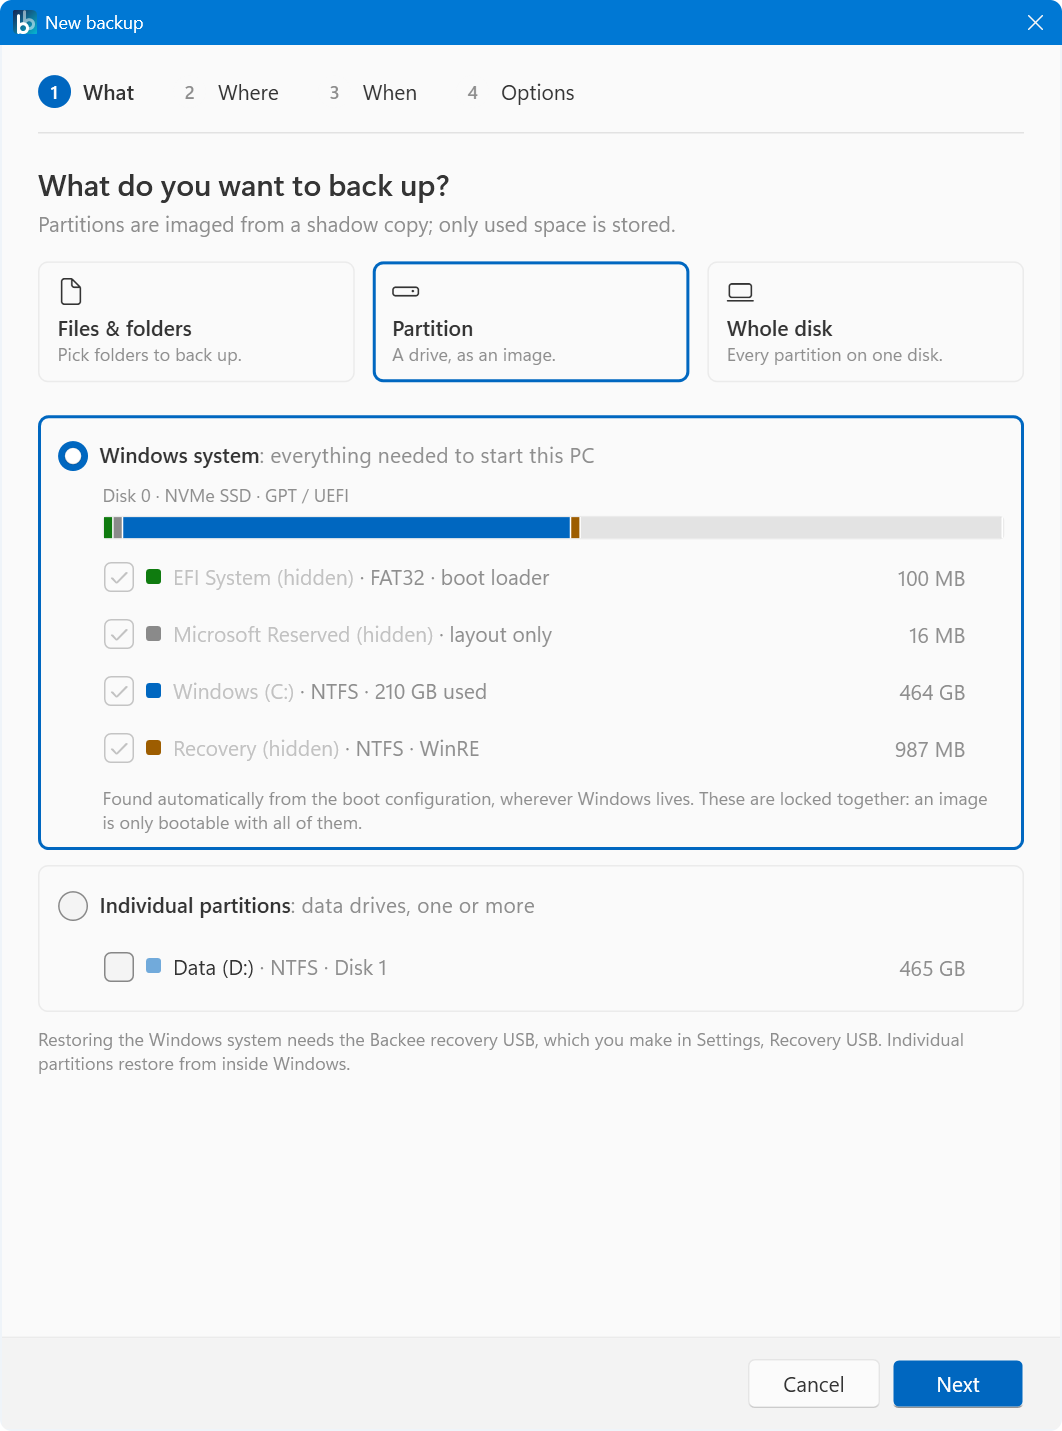 New backup
1 What 2 Where 3 When 4 Options
What do you want to back up?
Partitions are imaged from a shadow copy; only used space is stored.
Files & folders
Pick folders to back up.
Partition
A drive, as an image.
Whole disk
Every partition on one disk.
Windows system: everything needed to start this PC
Disk 0 · NVMe SSD · GPT / UEFI
EFI System (hidden) · FAT32 · boot loader 100 MB
Microsoft Reserved (hidden) · layout only 16 MB
Windows (C:) · NTFS · 210 GB used 464 GB
Recovery (hidden) · NTFS · WinRE 987 MB
Found automatically from the boot configuration, wherever Windows lives. These are locked together: an image
is only bootable with all of them.
Individual partitions: data drives, one or more
Data (D:) · NTFS · Disk 1 465 GB
Restoring the Windows system needs the Backee recovery USB, which you make in Settings, Recovery USB. Individual
partitions restore from inside Windows.
Cancel Next